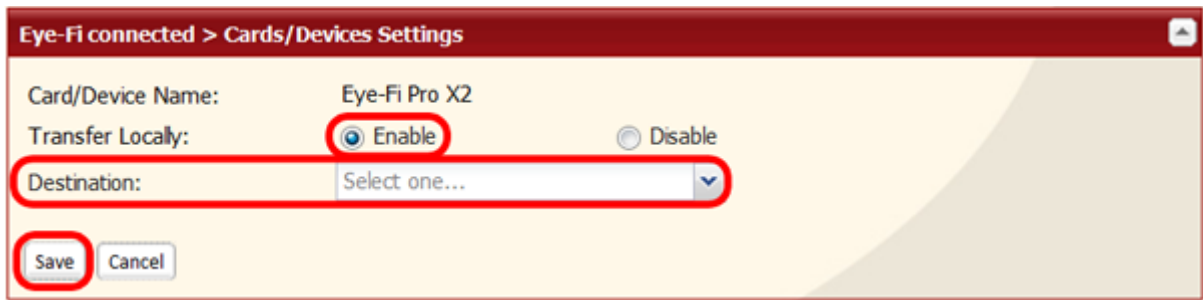 Eye-Fi connected > Cards/Devices Settings
Card/Device Name: Eye-Fi Pro X2
Transfer Locally: Enable Disable
Destination: Select one...
Save Cancel